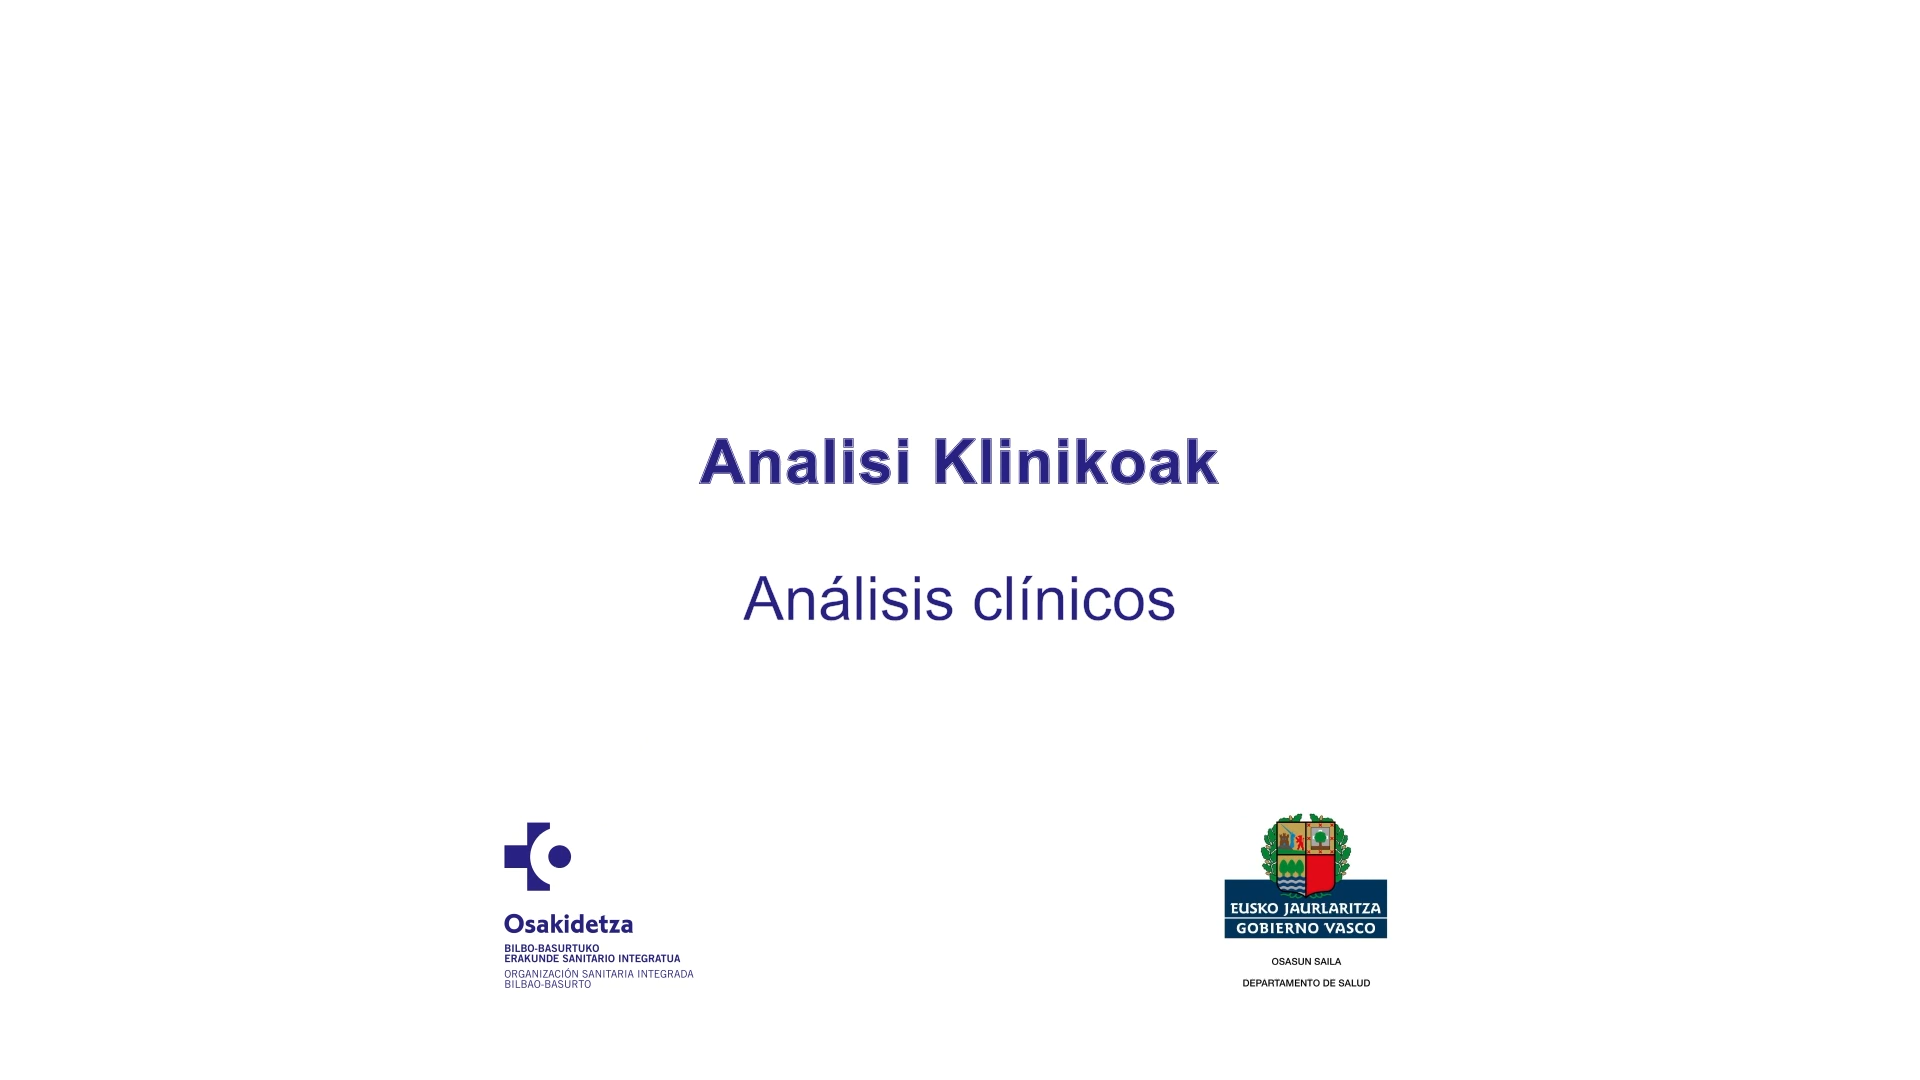 Analisi Klinikoak
Análisis clínicos
Osakidetza
BILBO-BASURTUKO
ERAKUNDE SANITARIO INTEGRATUA
ORGANIZACIÓN SANITARIA INTEGRADA
BILBAO-BASURTO
EUSKO JAURLARITZA
GOBIERNO VASCO
OSASUN SAILA
DEPARTAMENTO DE SALUD